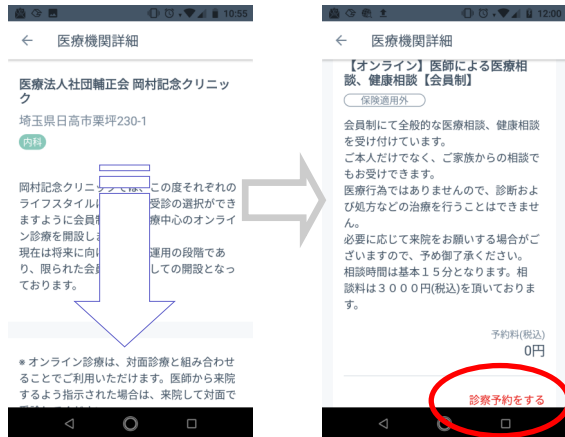 10:55
医療機関詳細
医療法人社団輔正会 岡村記念クリニッ
ク
埼玉県日高市栗坪230-1
内科
岡村記念クリニックでは、この度それぞれの
ライフスタイルに 受診の選択ができ
ますように会員制 療中心のオンライ
ン診療を開設しま
現在は将来に向け 運用の段階であ
り、限られた会員 しての開設となっ
ております。
※オンライン診療は、対面診療と組み合わせ
ることでご利用いただけます。医師から来院
するよう指示された場合は、来院して対面で
12:00
医療機関詳細
【オンライン】医師による医療相
談、健康相談【会員制】
保険適用外
会員制にて全般的な医療相談、健康相談
を受け付けています。
ご本人だけでなく、ご家族からの相談で
もお受けできます。
医療行為ではありませんので、診断およ
び処方などの治療を行うことはできませ
ん。
必要に応じて来院をお願いする場合がご
ざいますので、予め御了承ください。
相談時間は基本１５分となります。相
談料は３０００円(税込)を頂いておりま
す。
予約料(税込)
0円
診察予約をする